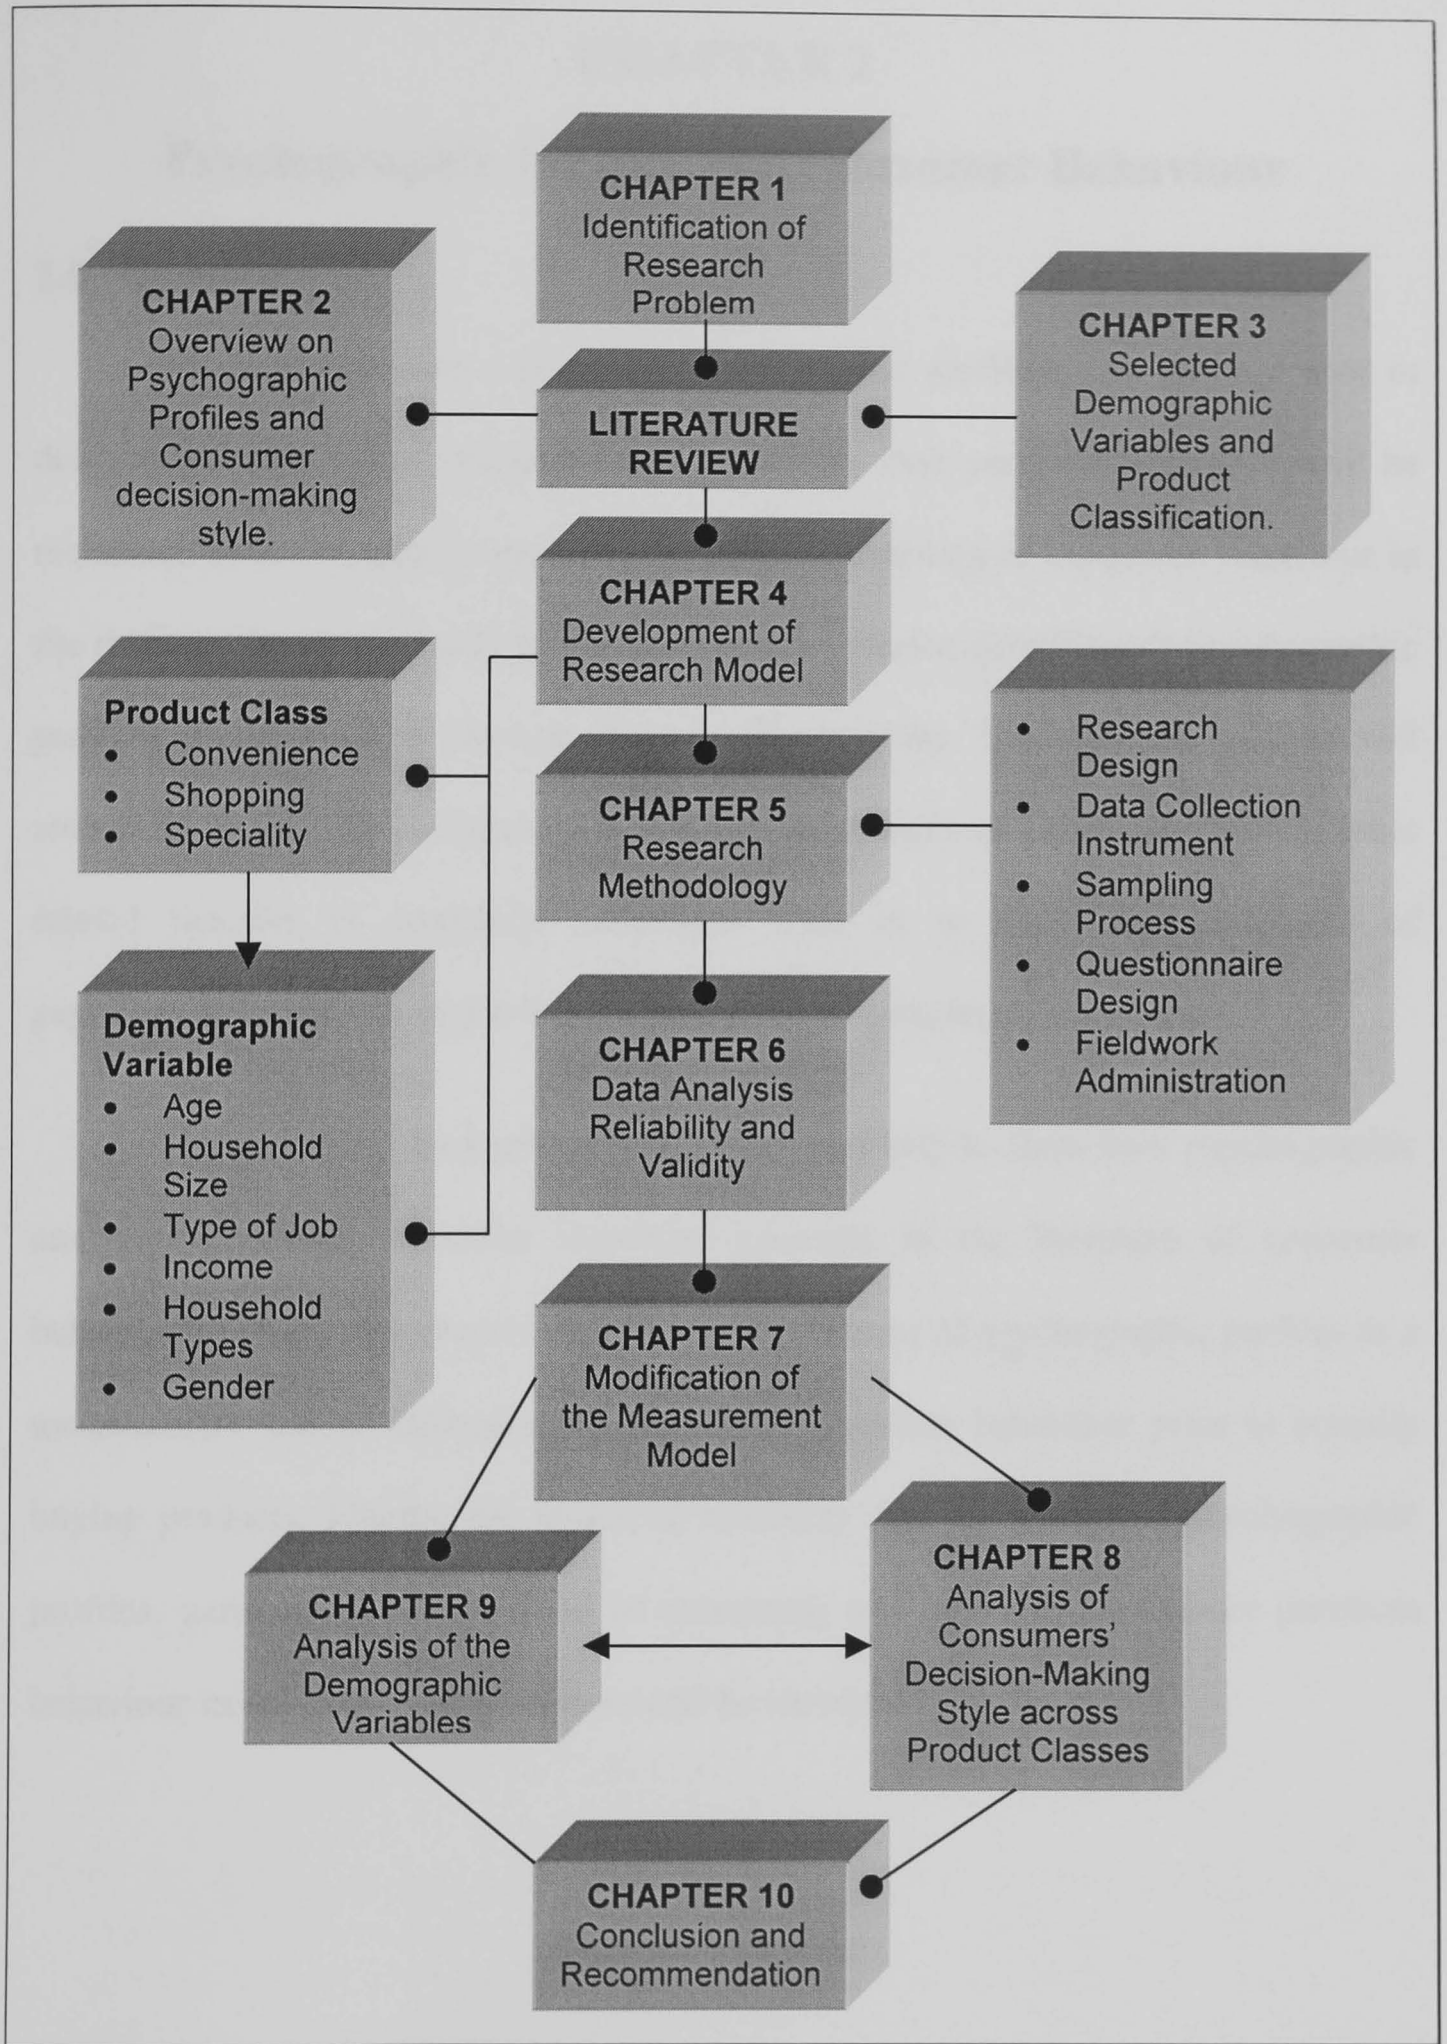 CHAPTER 1
Identification of
Research
Problem
CHAPTER 2
Overview on
Psychographic
Profiles and
Consumer
decision-making
style.
LITERATURE
REVIEW
CHAPTER 3
Selected
Demographic
Variables and
Product
Classification.
CHAPTER 4
Development of
Research Model
Product Class
• Convenience
• Shopping
• Speciality
CHAPTER 5
Research
Methodology
• Research
Design
• Data Collection
Instrument
• Sampling
Process
• Questionnaire
Design
• Fieldwork
Administration
Demographic
Variable
• Age
• Household
Size
• Type of Job
• Income
• Household
Types
• Gender
CHAPTER 6
Data Analysis
Reliability and
Validity
CHAPTER 7
Modification of
the Measurement
Model
CHAPTER 8
Analysis of
Consumers’
Decision-Making
Style across
Product Classes
CHAPTER 9
Analysis of the
Demographic
Variables
CHAPTER 10
Conclusion and
Recommendation